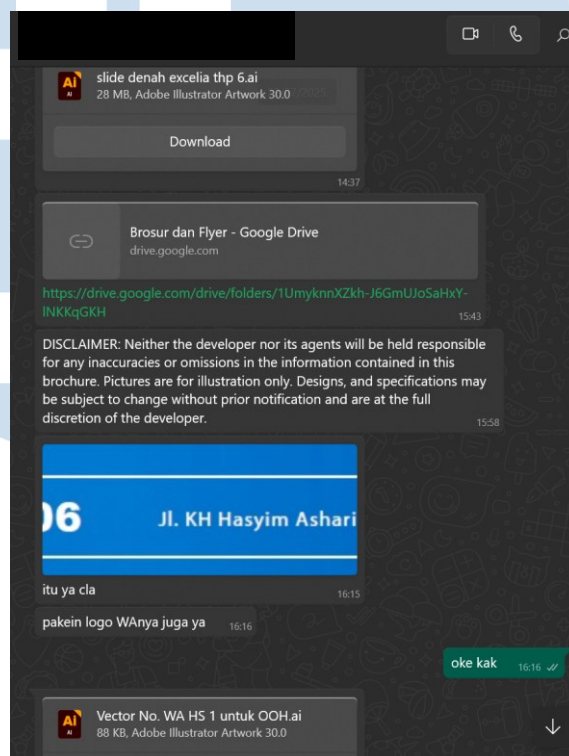 slide denah excelia thp 6.ai
28 MB, Adobe Illustrator Artwork 30.0
Download
14:37
Brosur dan Flyer - Google Drive
drive.google.com
https://drive.google.com/drive/folders/1UmyknnXZkh-J6GmUJoSaHxY-
lNKKqGKH
15:43
DISCLAIMER: Neither the developer nor its agents will be held responsible
for any inaccuracies or omissions in the information contained in this
brochure. Pictures are for illustration only. Designs, and specifications may
be subject to change without prior notification and are at the full
discretion of the developer.
15:58
06 Jl. KH Hasyim Ashari
itu ya cla
16:15
pakein logo WAnya juga ya 16:16
oke kak 16:16
Ai Vector No. WA HS 1 untuk OOH.ai
88 KB, Adobe Illustrator Artwork 30.0